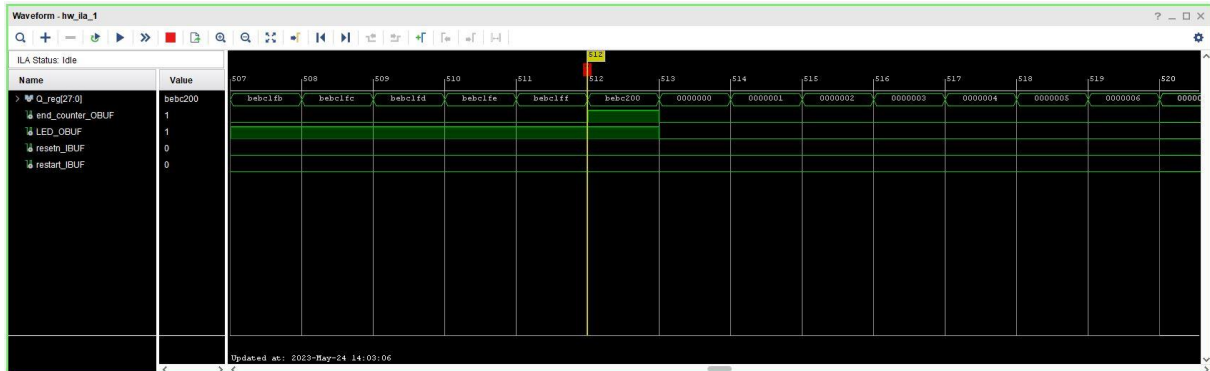 Waveform - hw_ila_1
ILA Status: Idle
512
Name Value 507 508 509 510 511 512 513 514 515 516 517 518 519 520
Q_reg[27:0] bebc200 bebc1fb bebc1fc bebc1fd bebc1fe bebc1ff bebc200 0000000 0000001 0000002 0000003 0000004 0000005 0000006 00000
end_counter_OBUF 1
LED_OBUF 1
resetn_IBUF 0
restart_IBUF 0
Updated at: 2023-May-24 14:03:06